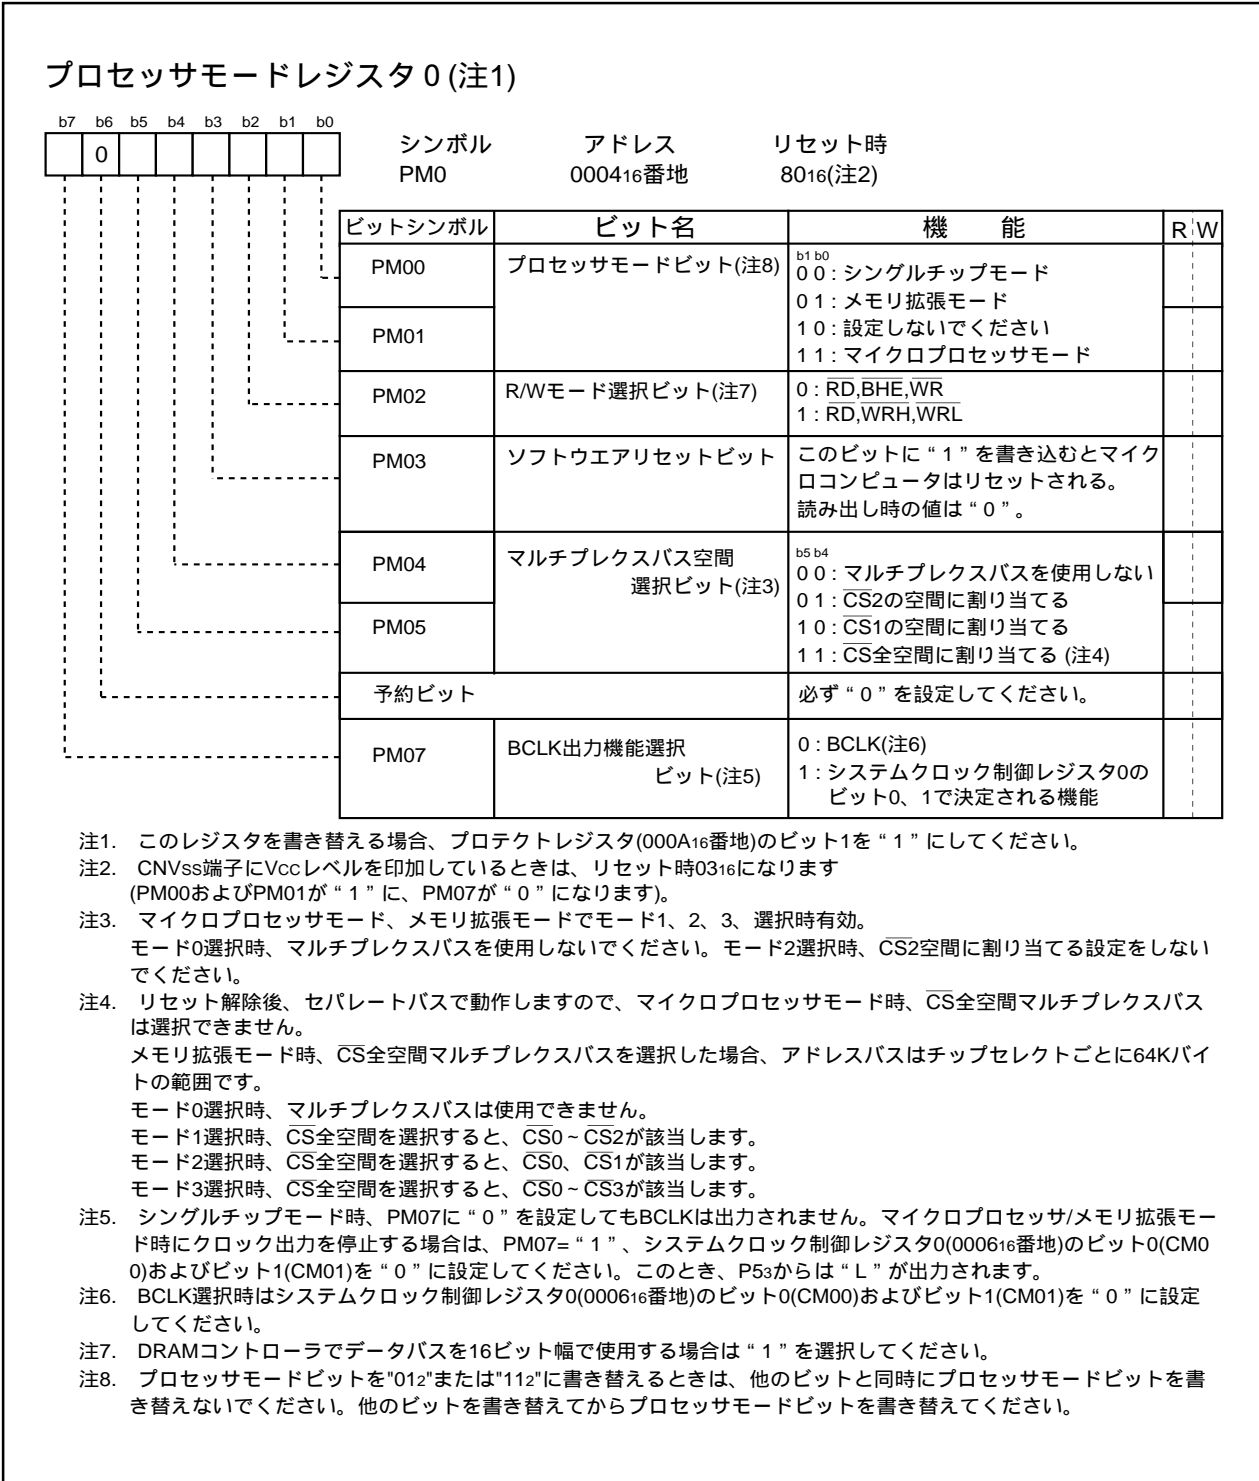 プロセッサモードレジスタ 0 (注1)
b7 b6 b5 b4 b3 b2 b1 b0
0
シンボル アドレス リセット時
PM0 000416番地 8016(注2)
ビットシンボル ビット名 機 能 R W
PM00 プロセッサモードビット(注8)
b1 b0
0 0 : シングルチップモード
0 1 : メモリ拡張モード
PM01
1 0 : 設定しないでください
1 1 : マイクロプロセッサモード
PM02 R/Wモード選択ビット(注7) 0 : R̅D̅,B̅H̅E̅,W̅R̅
1 : R̅D̅,W̅R̅H̅,W̅R̅L̅
PM03 ソフトウエアリセットビット このビットに“ 1 ”を書き込むとマイク
ロコンピュータはリセットされる。
読み出し時の値は“ 0 ”。
PM04 マルチプレクスバス空間
選択ビット(注3)
b5 b4
0 0 : マルチプレクスバスを使用しない
0 1 : C̅S̅2の空間に割り当てる
PM05
1 0 : C̅S̅1の空間に割り当てる
1 1 : C̅S̅全空間に割り当てる (注4)
予約ビット 必ず“ 0 ”を設定してください。
PM07 BCLK出力機能選択
ビット(注5)
0 : BCLK(注6)
1 : システムクロック制御レジスタ0の
ビット0、1で決定される機能
注1. このレジスタを書き替える場合、プロテクトレジスタ(000A16番地)のビット1を“ 1 ”にしてください。
注2. CNVss端子にVccレベルを印加しているときは、リセット時0316になります
(PM00およびPM01が“ 1 ”に、PM07が“ 0 ”になります)。
注3. マイクロプロセッサモード、メモリ拡張モードでモード1、2、3、選択時有効。
モード0選択時、マルチプレクスバスを使用しないでください。モード2選択時、C̅S̅2空間に割り当てる設定をしない
でください。
注4. リセット解除後、セパレートバスで動作しますので、マイクロプロセッサモード時、C̅S̅全空間マルチプレクスバス
は選択できません。
メモリ拡張モード時、C̅S̅全空間マルチプレクスバスを選択した場合、アドレスバスはチップセレクトごとに64Kバイ
トの範囲です。
モード0選択時、マルチプレクスバスは使用できません。
モード1選択時、C̅S̅全空間を選択すると、C̅S̅0 ~ C̅S̅2が該当します。
モード2選択時、C̅S̅全空間を選択すると、C̅S̅0、C̅S̅1が該当します。
モード3選択時、C̅S̅全空間を選択すると、C̅S̅0 ~ C̅S̅3が該当します。
注5. シングルチップモード時、PM07に“ 0 ”を設定してもBCLKは出力されません。マイクロプロセッサ/メモリ拡張モー
ド時にクロック出力を停止する場合は、PM07=“ 1 ”、システムクロック制御レジスタ0(000616番地)のビット0(CM0
0)およびビット1(CM01)を“ 0 ”に設定してください。このとき、P53からは“ L ”が出力されます。
注6. BCLK選択時はシステムクロック制御レジスタ0(000616番地)のビット0(CM00)およびビット1(CM01)を“ 0 ”に設定
してください。
注7. DRAMコントローラでデータバスを16ビット幅で使用する場合は“ 1 ”を選択してください。
注8. プロセッサモードビットを"012"または"112"に書き替えるときは、他のビットと同時にプロセッサモードビットを書
き替えないでください。他のビットを書き替えてからプロセッサモードビットを書き替えてください。